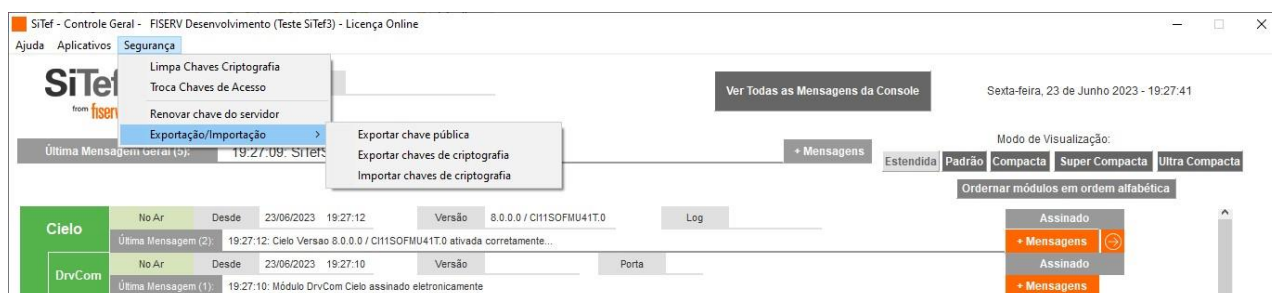 SiTef - Controle Geral - FISERV Desenvolvimento (Teste SiTef3) - Licença Online
Ajuda Aplicativos Segurança
Limpa Chaves Criptografia
Troca Chaves de Acesso
Renovar chave do servidor
Exportação/Importação
Exportar chave pública
Exportar chaves de criptografia
Importar chaves de criptografia
SiTef
from fiserv
Ver Todas as Mensagens da Console
Sexta-feira, 23 de Junho 2023 - 19:27:41
Última Mensagem Geral (5): 19:27:09: SiTefS
+ Mensagens
Modo de Visualização:
Estendida Padrão Compacta Super Compacta Ultra Compacta
Ordernar módulos em ordem alfabética
Cielo
No Ar Desde 23/06/2023 19:27:12 Versão 8.0.0.0 / CI11SOFMU41T.0 Log Assinado
Última Mensagem (2): 19:27:12: Cielo Versao 8.0.0.0 / CI11SOFMU41T.0 ativada corretamente... + Mensagens
DrvCom
No Ar Desde 23/06/2023 19:27:10 Versão Porta Assinado
Última Mensagem (1): 19:27:10: Módulo DrvCom Cielo assinado eletronicamente + Mensagens